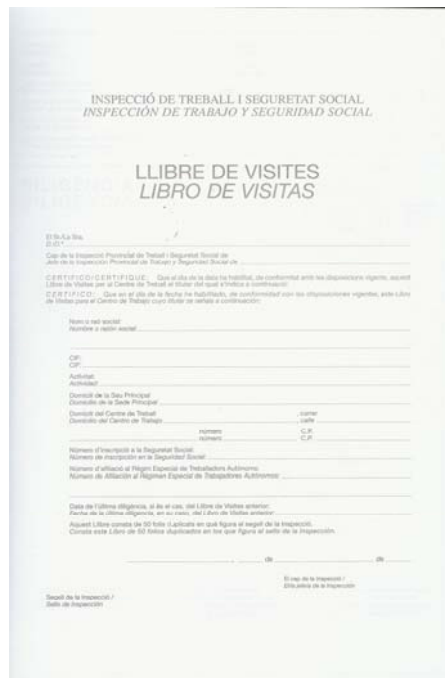 INSPECCIÓ DE TREBALL I SEGURETAT SOCIAL
INSPECCIÓN DE TRABAJO Y SEGURIDAD SOCIAL
LLIBRE DE VISITES
LIBRO DE VISITAS
El Sr./La Sra.
D./D.ª
Cap de la Inspecció Provincial de Treball i Seguretat Social de
Jefe de la Inspección Provincial de Trabajo y Seguridad Social de
CERTIFICO/CERTIFIQUE: Que al dia de la data ha habilitat, de conformitat amb les disposicions vigents, aquest
Llibre de Visites per al Centre de Treball el titular del qual s'indica a continuació:
CERTIFICO: Que en el día de la fecha ha habilitado, de conformidad con las disposiciones vigentes, este Libro
de Visitas para el Centro de Trabajo cuyo titular se señala a continuación:
Nom o raó social:
Nombre o razón social:
CIF:
CIF:
Activitat:
Actividad:
Domicili de la Seu Principal
Domicilio de la Sede Principal
Domicili del Centre de Treball , carrer
Domicilio del Centro de Trabajo , calle
número C.P.
número C.P.
Número d'inscripció a la Seguretat Social:
Número de inscripción en la Seguridad Social:
Número d'afiliació al Règim Especial de Treballadors Autònoms:
Número de Afiliación al Régimen Especial de Trabajadores Autónomos:
Data de l'última diligència, si és el cas, del Llibre de Visites anterior:
Fecha de la última diligencia, en su caso, del Libro de Visitas anterior:
Aquest Llibre consta de 50 folis duplicats en què figura el segell de la Inspecció.
Consta este Libro de 50 folios duplicados en los que figura el sello de la Inspección.
, de de
El cap de la Inspecció /
El/la jefe/a de la Inspección
Segell de la Inspecció /
Sello de Inspección